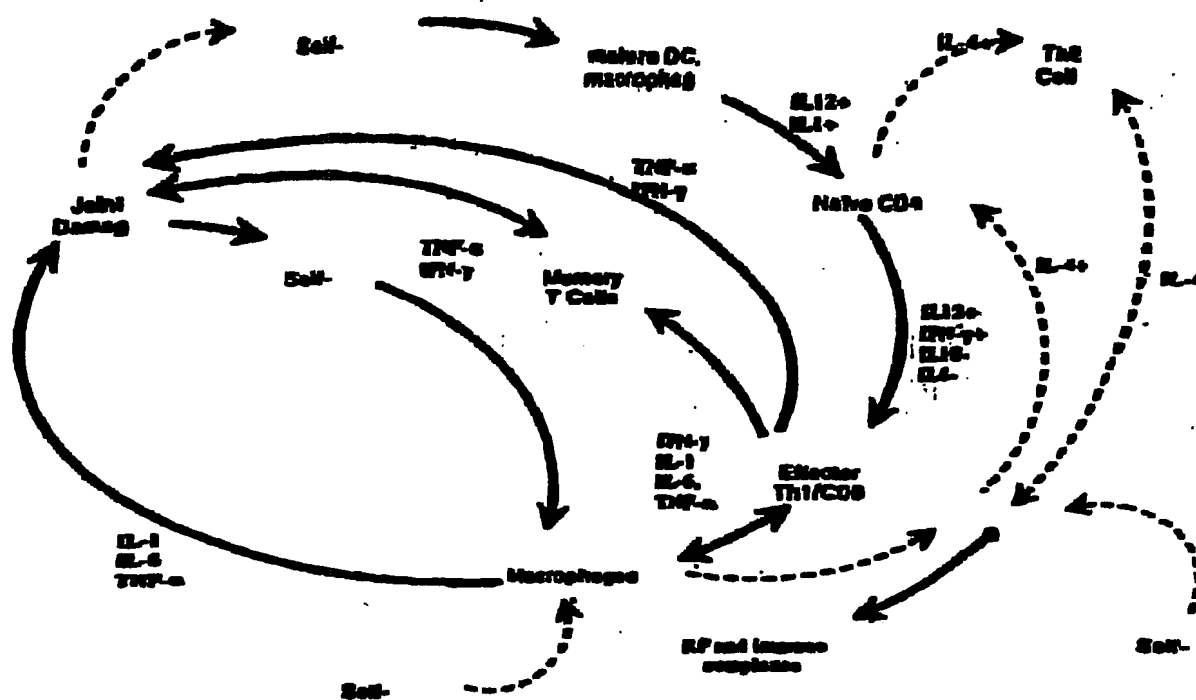 Self-
mature DC,
macrophag
IL-4+
Th2
Cell
IL12+
IL1+
TNF-α
IFN-γ
Joint
Damag
Naive CD4
TNF-α
IFN-γ
Self-
Memory
T Cells
IL-4+
IL-4
IL12+
IFN-γ+
IL10-
IL4-
IFN-γ
IL-1
IL-6,
TNF-α
Effector
Th1/CD8
IL-1
IL-6
TNF-α
Macrophages
RF and immune
complexes
Self-
Self-